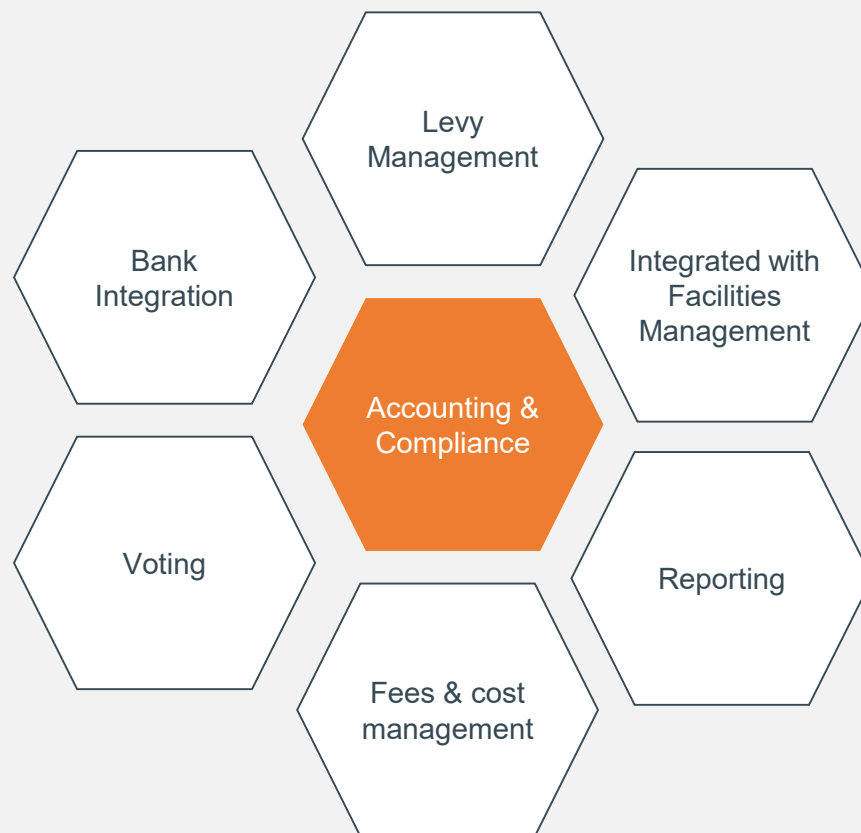 Levy
Management
Bank
Integration
Integrated with
Facilities
Management
Accounting &
Compliance
Voting
Reporting
Fees & cost
management